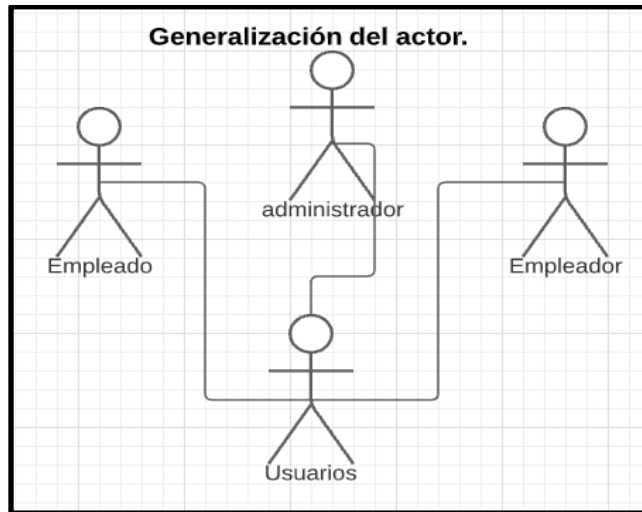 Generalización del actor.
administrador
Empleado
Empleador
Usuarios